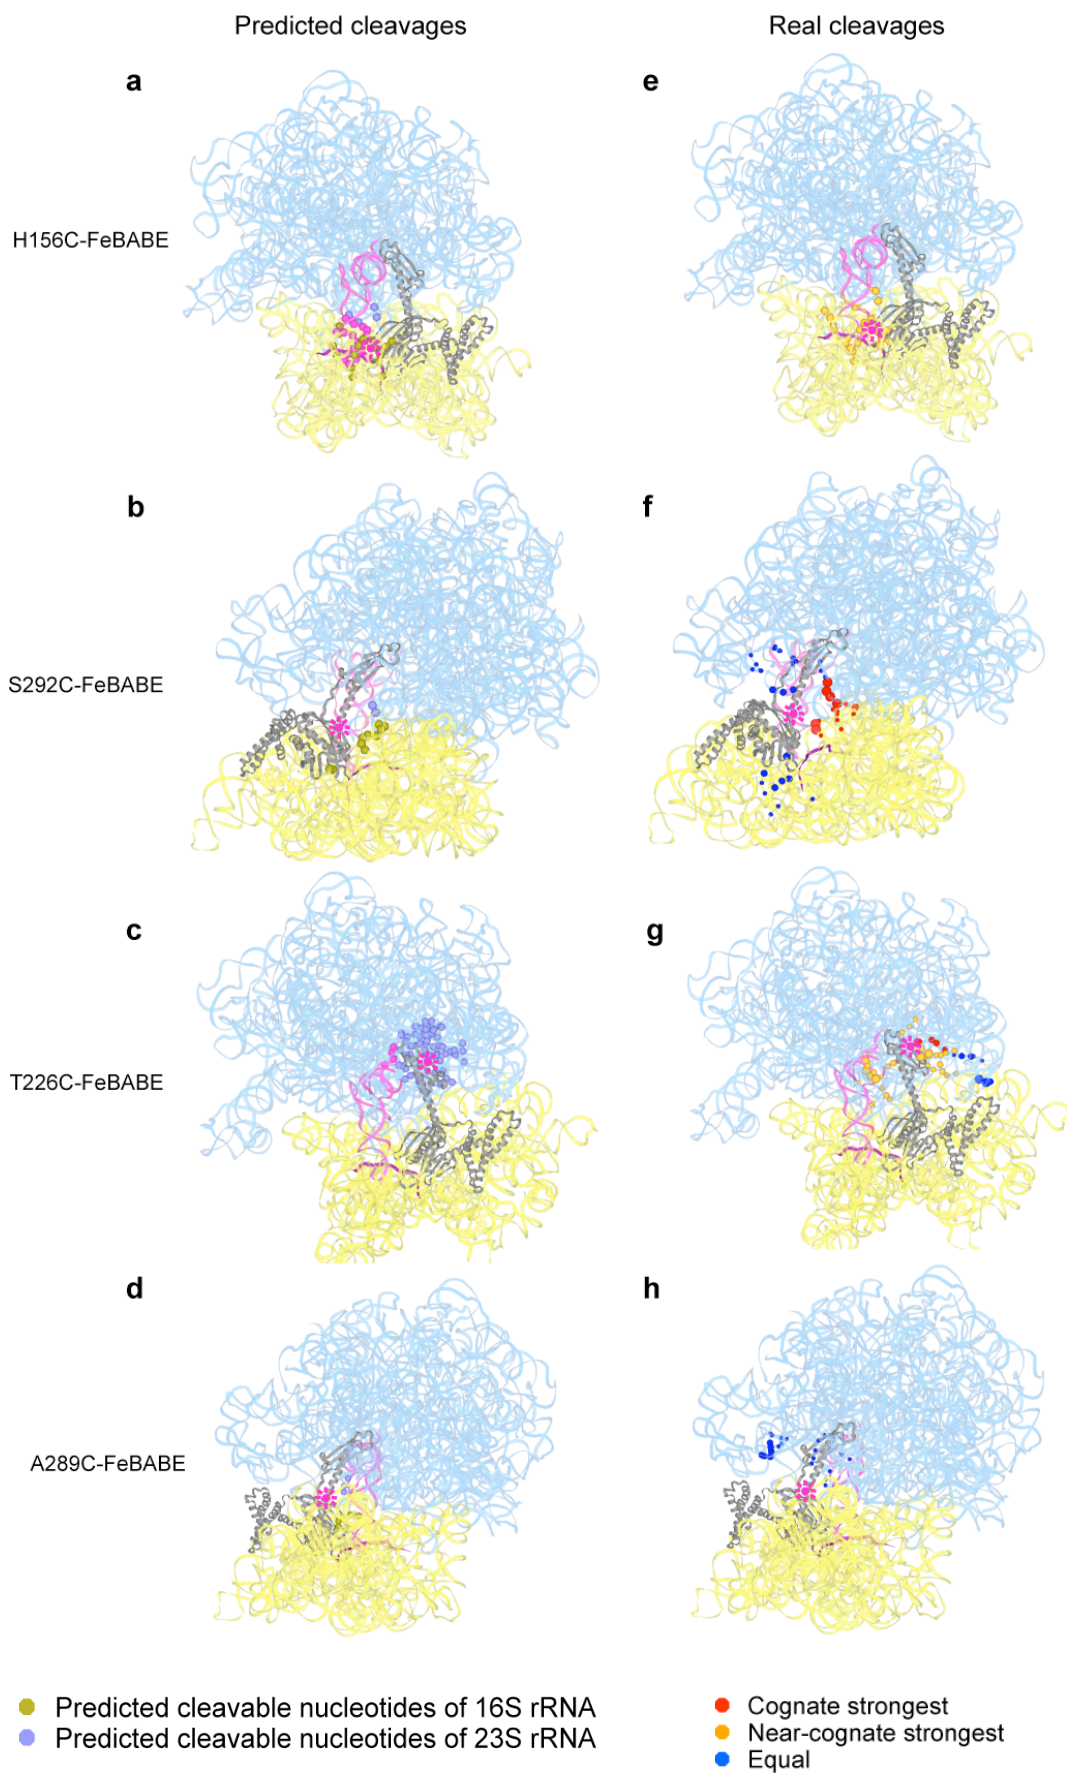 Predicted cleavages
Real cleavages
a
e
H156C-FeBABE
b
f
S292C-FeBABE
c
g
T226C-FeBABE
d
h
A289C-FeBABE
Predicted cleavable nucleotides of 16S rRNA
Predicted cleavable nucleotides of 23S rRNA
Cognate strongest
Near-cognate strongest
Equal